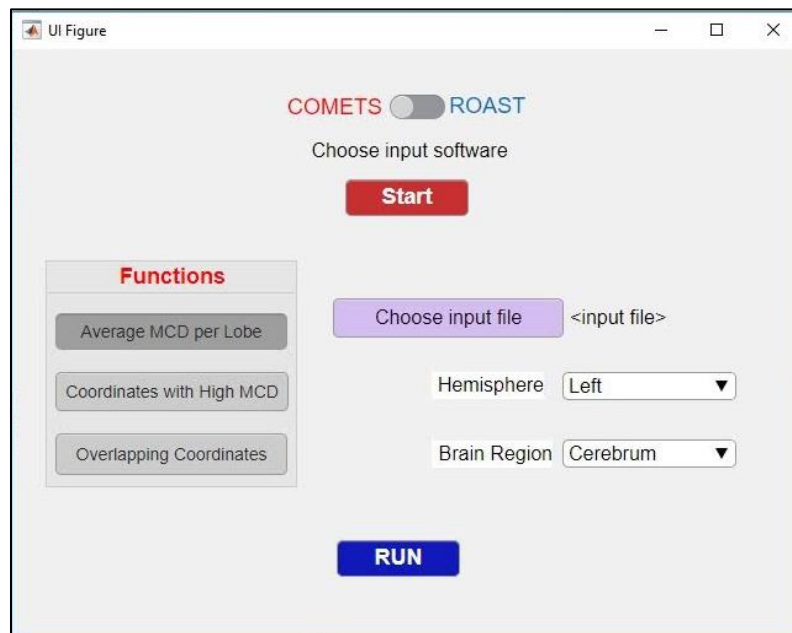 UI Figure
COMETS ROAST
Choose input software
Start
Functions
Average MCD per Lobe
Coordinates with High MCD
Overlapping Coordinates
Choose input file <input file>
Hemisphere Left
Brain Region Cerebrum
RUN